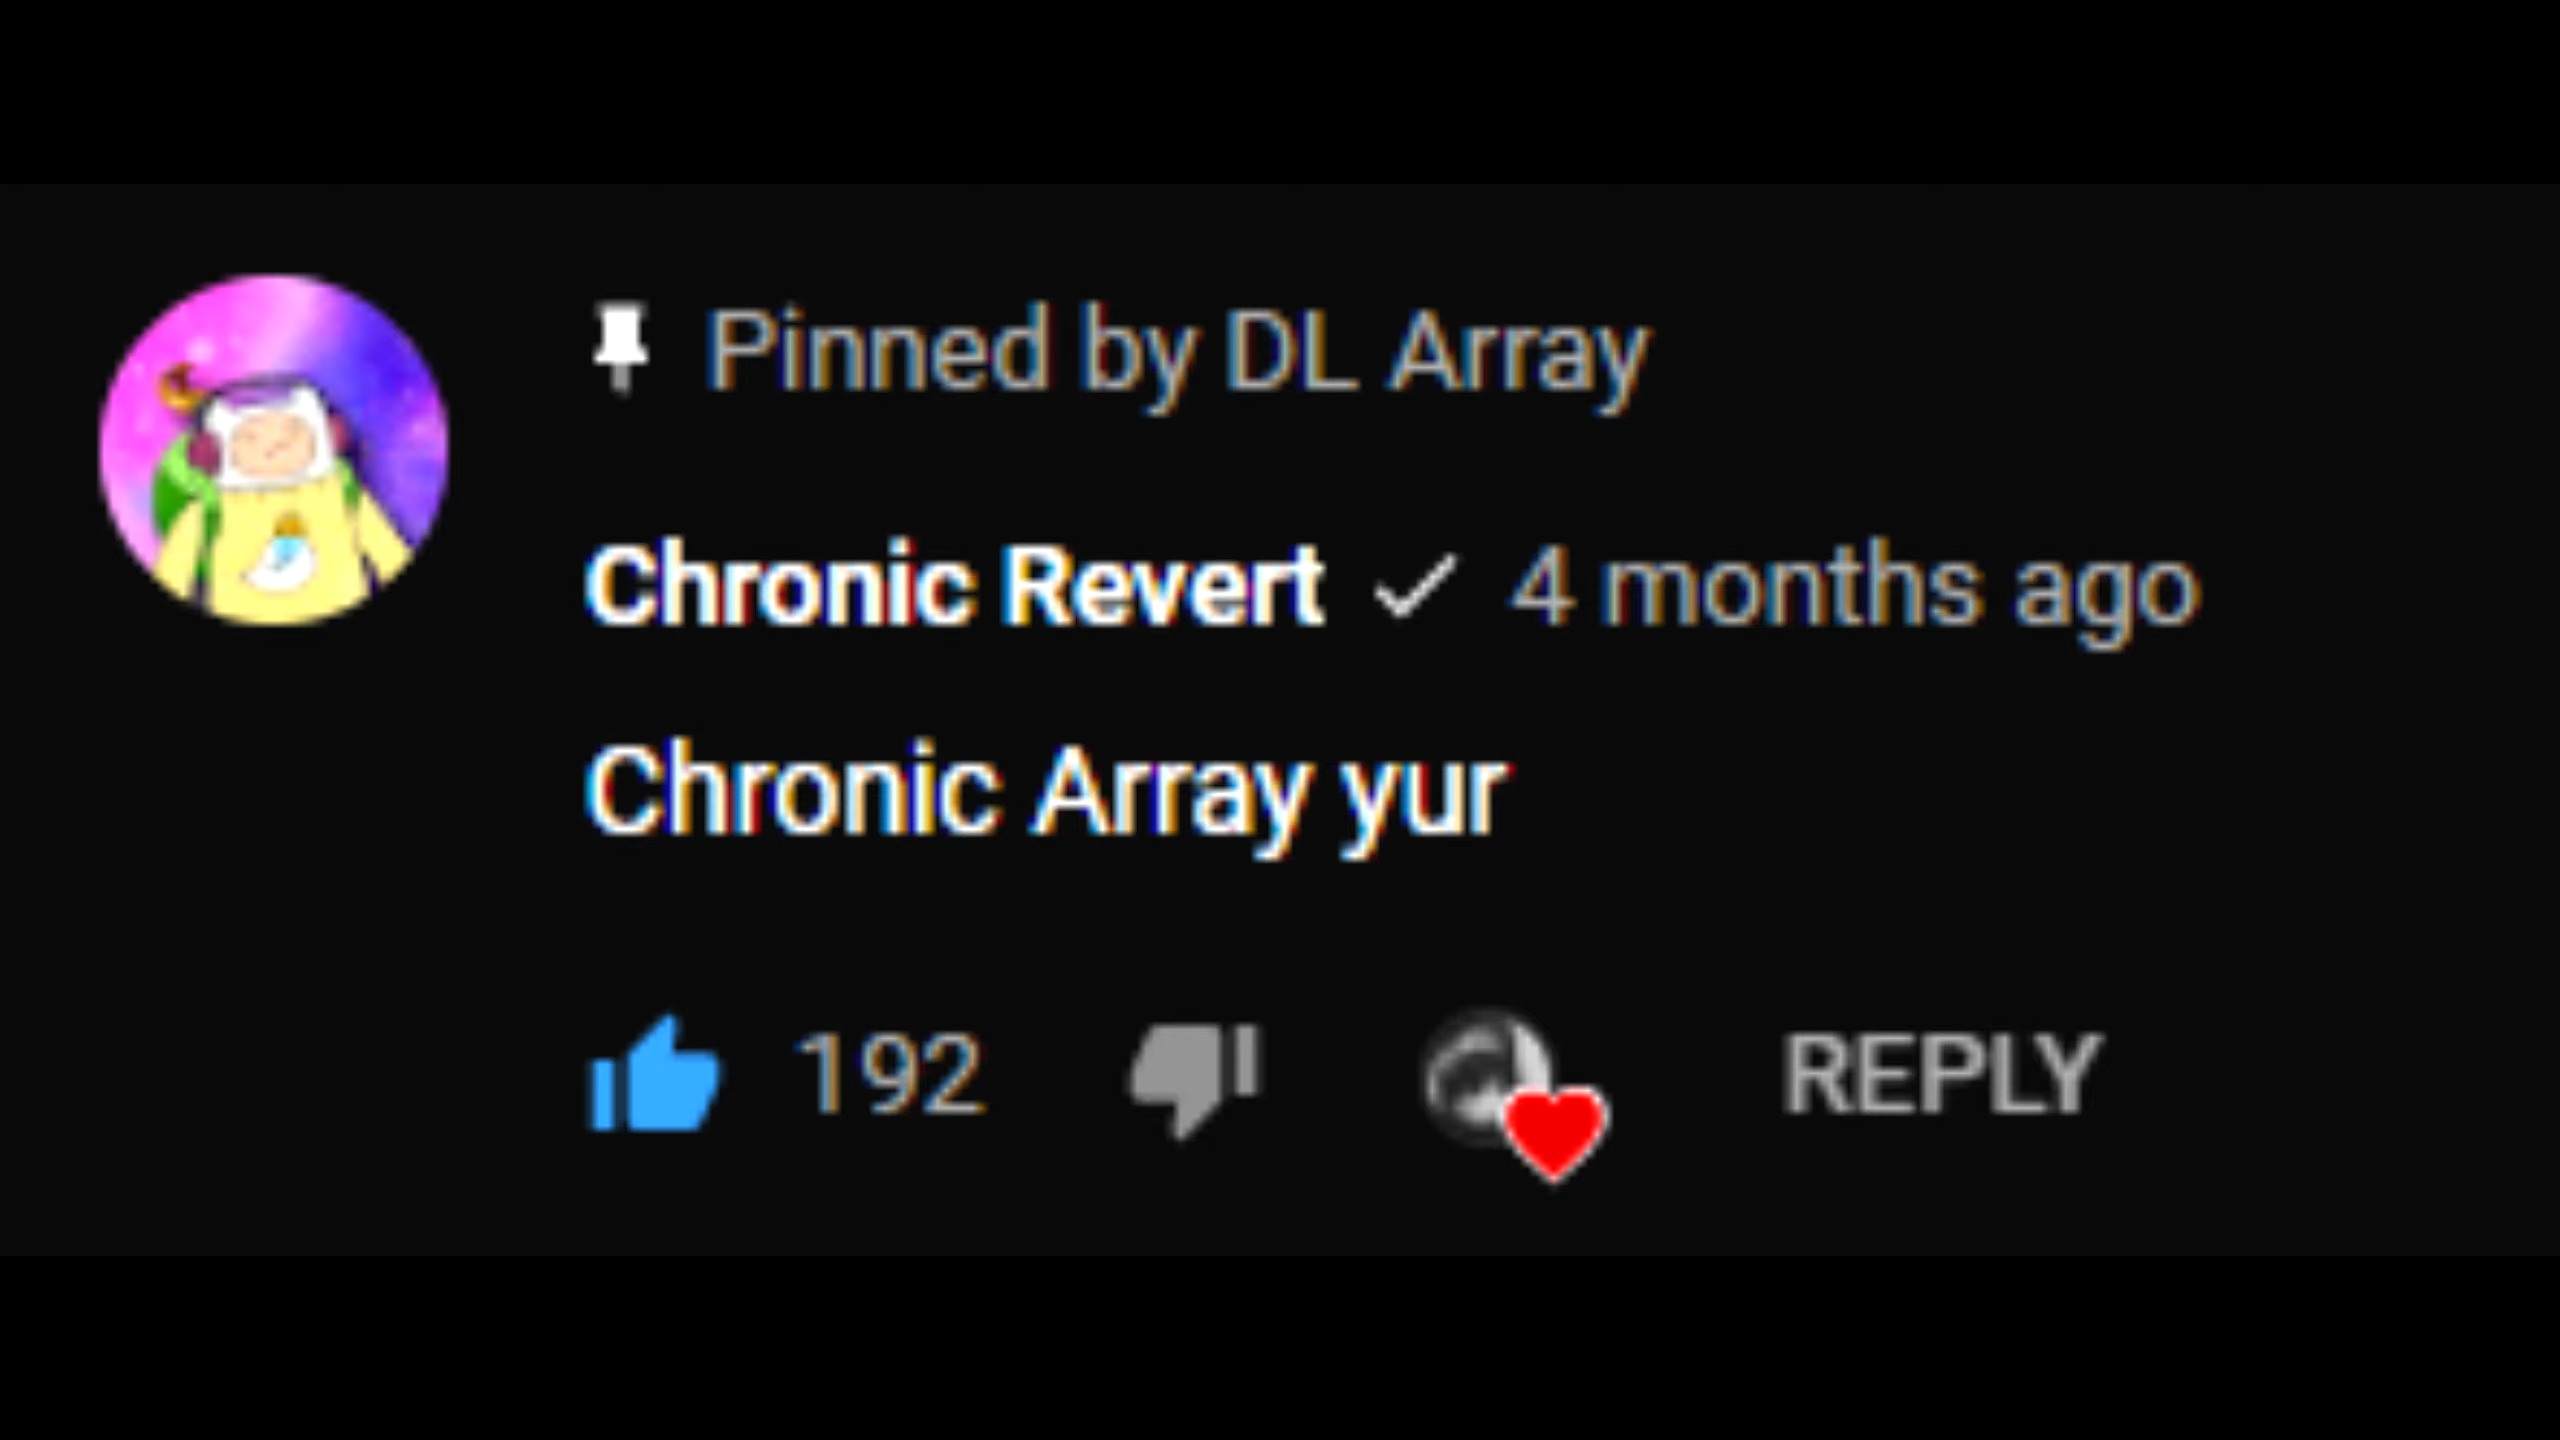 Pinned by DL Array
Chronic Revert 4 months ago
Chronic Array yur
192 REPLY